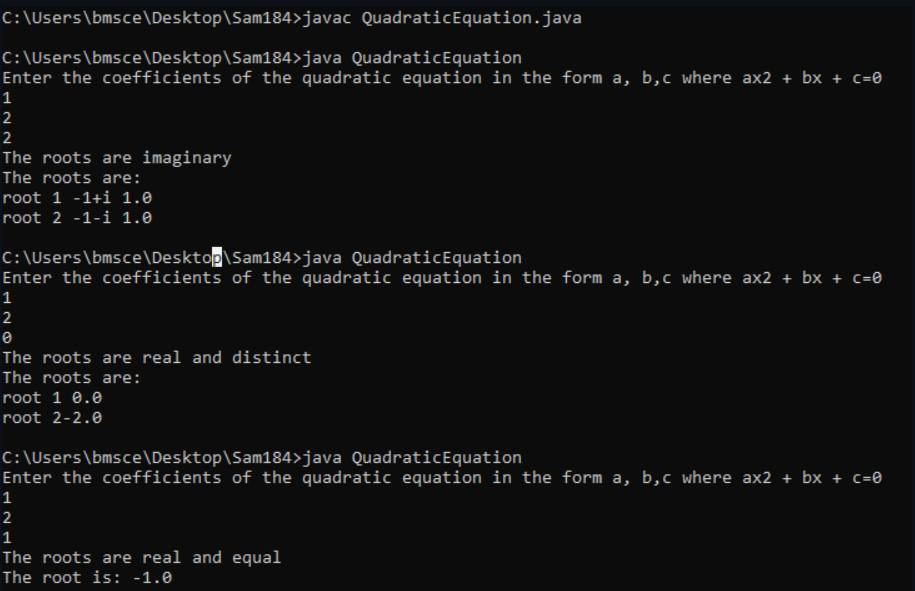 C:\Users\bmsce\Desktop\Sam184>javac QuadraticEquation.java
C:\Users\bmsce\Desktop\Sam184>java QuadraticEquation
Enter the coefficients of the quadratic equation in the form a, b,c where ax2 + bx + c=0
1
2
2
The roots are imaginary
The roots are:
root 1 -1+i 1.0
root 2 -1-i 1.0
C:\Users\bmsce\Desktop\Sam184>java QuadraticEquation
Enter the coefficients of the quadratic equation in the form a, b,c where ax2 + bx + c=0
1
2
0
The roots are real and distinct
The roots are:
root 1 0.0
root 2-2.0
C:\Users\bmsce\Desktop\Sam184>java QuadraticEquation
Enter the coefficients of the quadratic equation in the form a, b,c where ax2 + bx + c=0
1
2
1
The roots are real and equal
The root is: -1.0